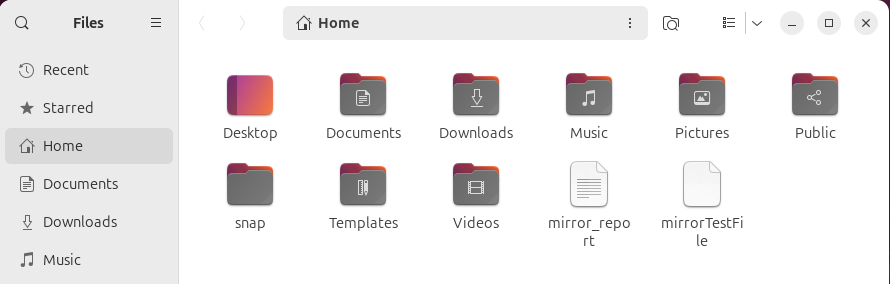 Files
Home
Recent
Starred
Home
Documents
Downloads
Music
Desktop
Documents
Downloads
Music
Pictures
Public
snap
Templates
Videos
mirror_repo
rt
mirrorTestFi
le